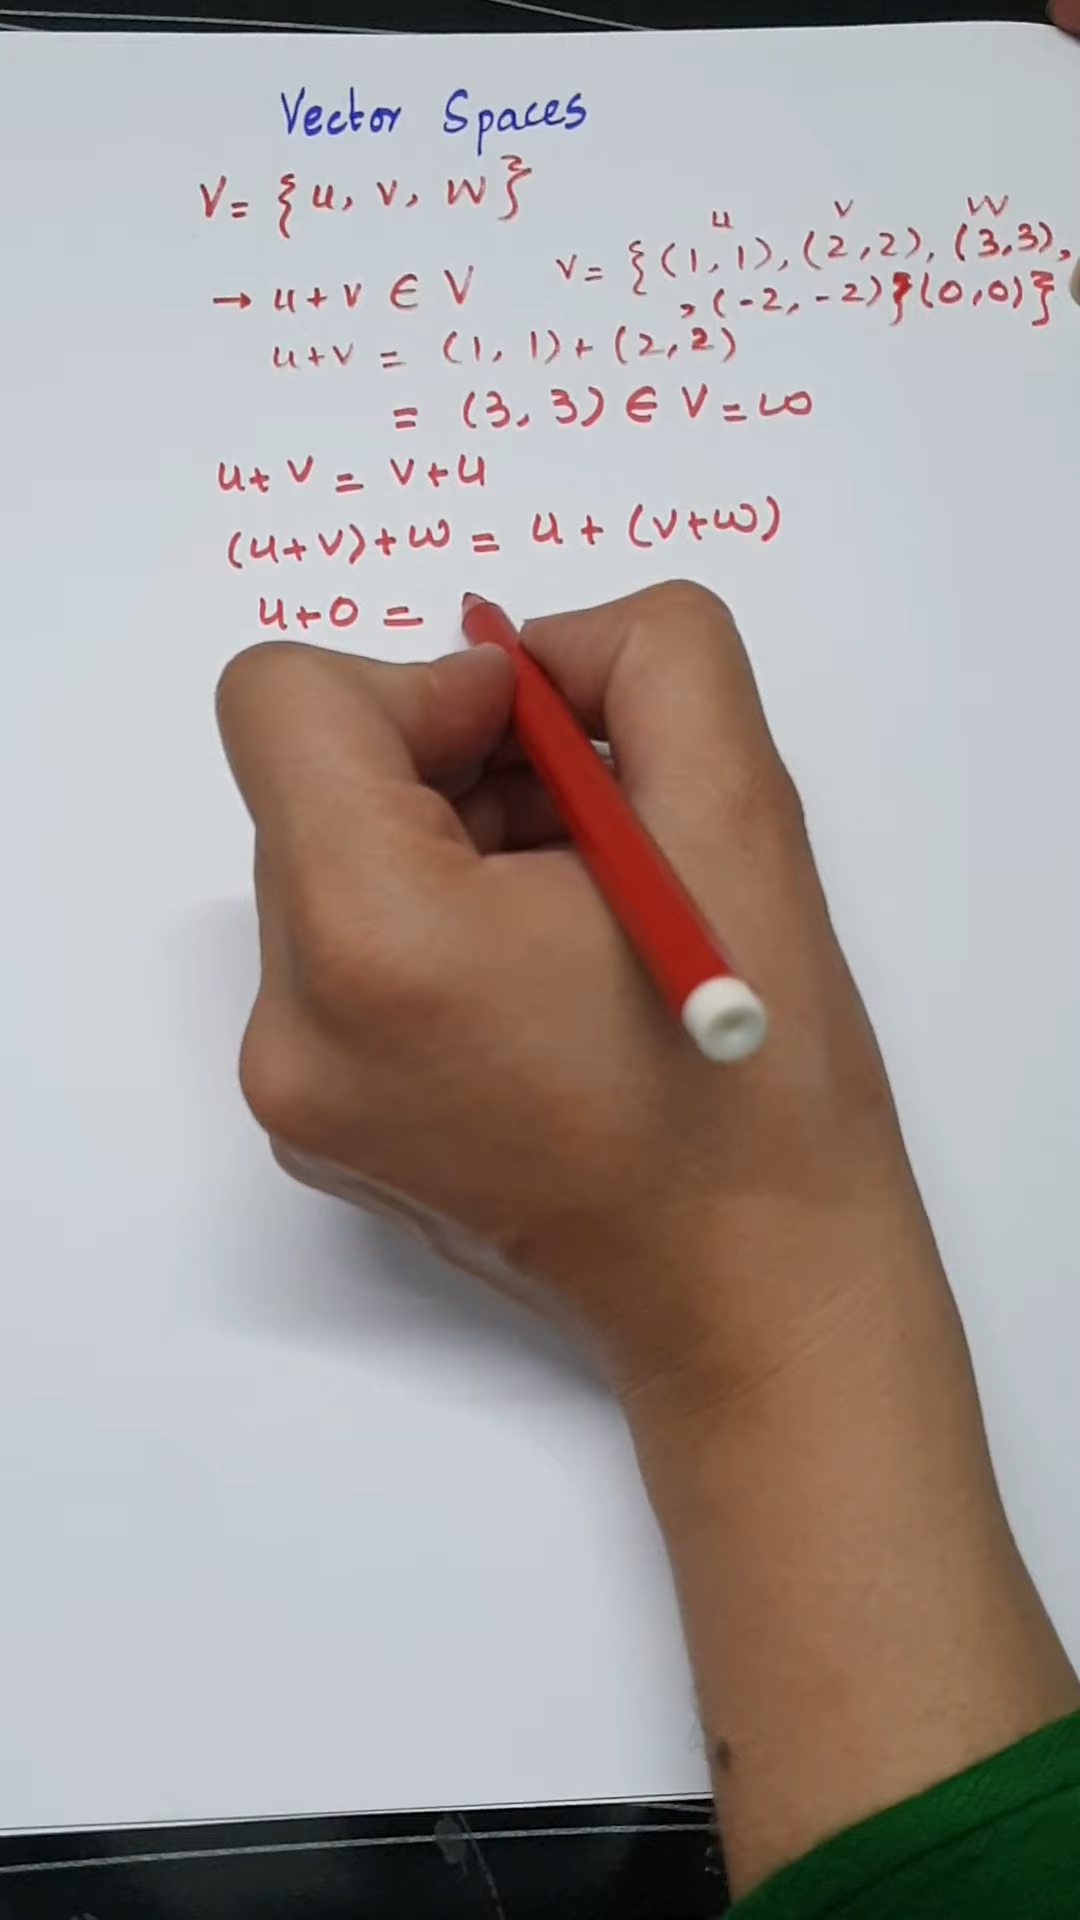 Vector Spaces
V = {u, v, w}
V = {(1, 1), (2, 2), (3, 3),
u v w
, (-2, -2)} (0, 0)}
→ u + v ∈ V
u + v = (1, 1) + (2, 2)
= (3, 3) ∈ V = w
u + v = v + u
(u + v) + w = u + (v + w)
u + 0 =